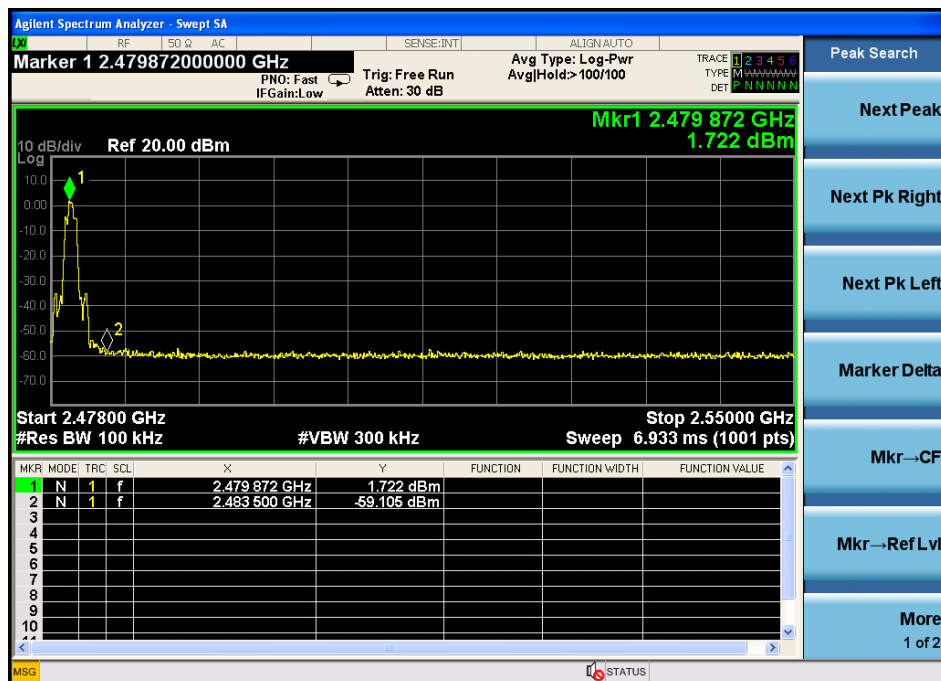 Agilent Spectrum Analyzer - Swept SA
LXI RF 50 Ω AC SENSE:INT ALIGN AUTO
Marker 1 2.479872000000 GHz
PNO: Fast
IFGain:Low
Trig: Free Run
Atten: 30 dB
Avg Type: Log-Pwr
Avg|Hold:>100/100
TRACE 1 2 3 4 5 6
TYPE M WWWWW
DET P N N N N N
Mkr1 2.479 872 GHz
1.722 dBm
10 dB/div Ref 20.00 dBm
Log
10.0
0.00
-10.0
-20.0
-30.0
-40.0
-50.0
-60.0
-70.0
1
2
Start 2.47800 GHz Stop 2.55000 GHz
#Res BW 100 kHz #VBW 300 kHz Sweep 6.933 ms (1001 pts)
MKR MODE TRC SCL X Y FUNCTION FUNCTION WIDTH FUNCTION VALUE
1 N 1 f 2.479 872 GHz 1.722 dBm
2 N 1 f 2.483 500 GHz -59.105 dBm
3
4
5
6
7
8
9
10
11
MSG STATUS
Peak Search
Next Peak
Next Pk Right
Next Pk Left
Marker Delta
Mkr→CF
Mkr→Ref Lvl
More
1 of 2